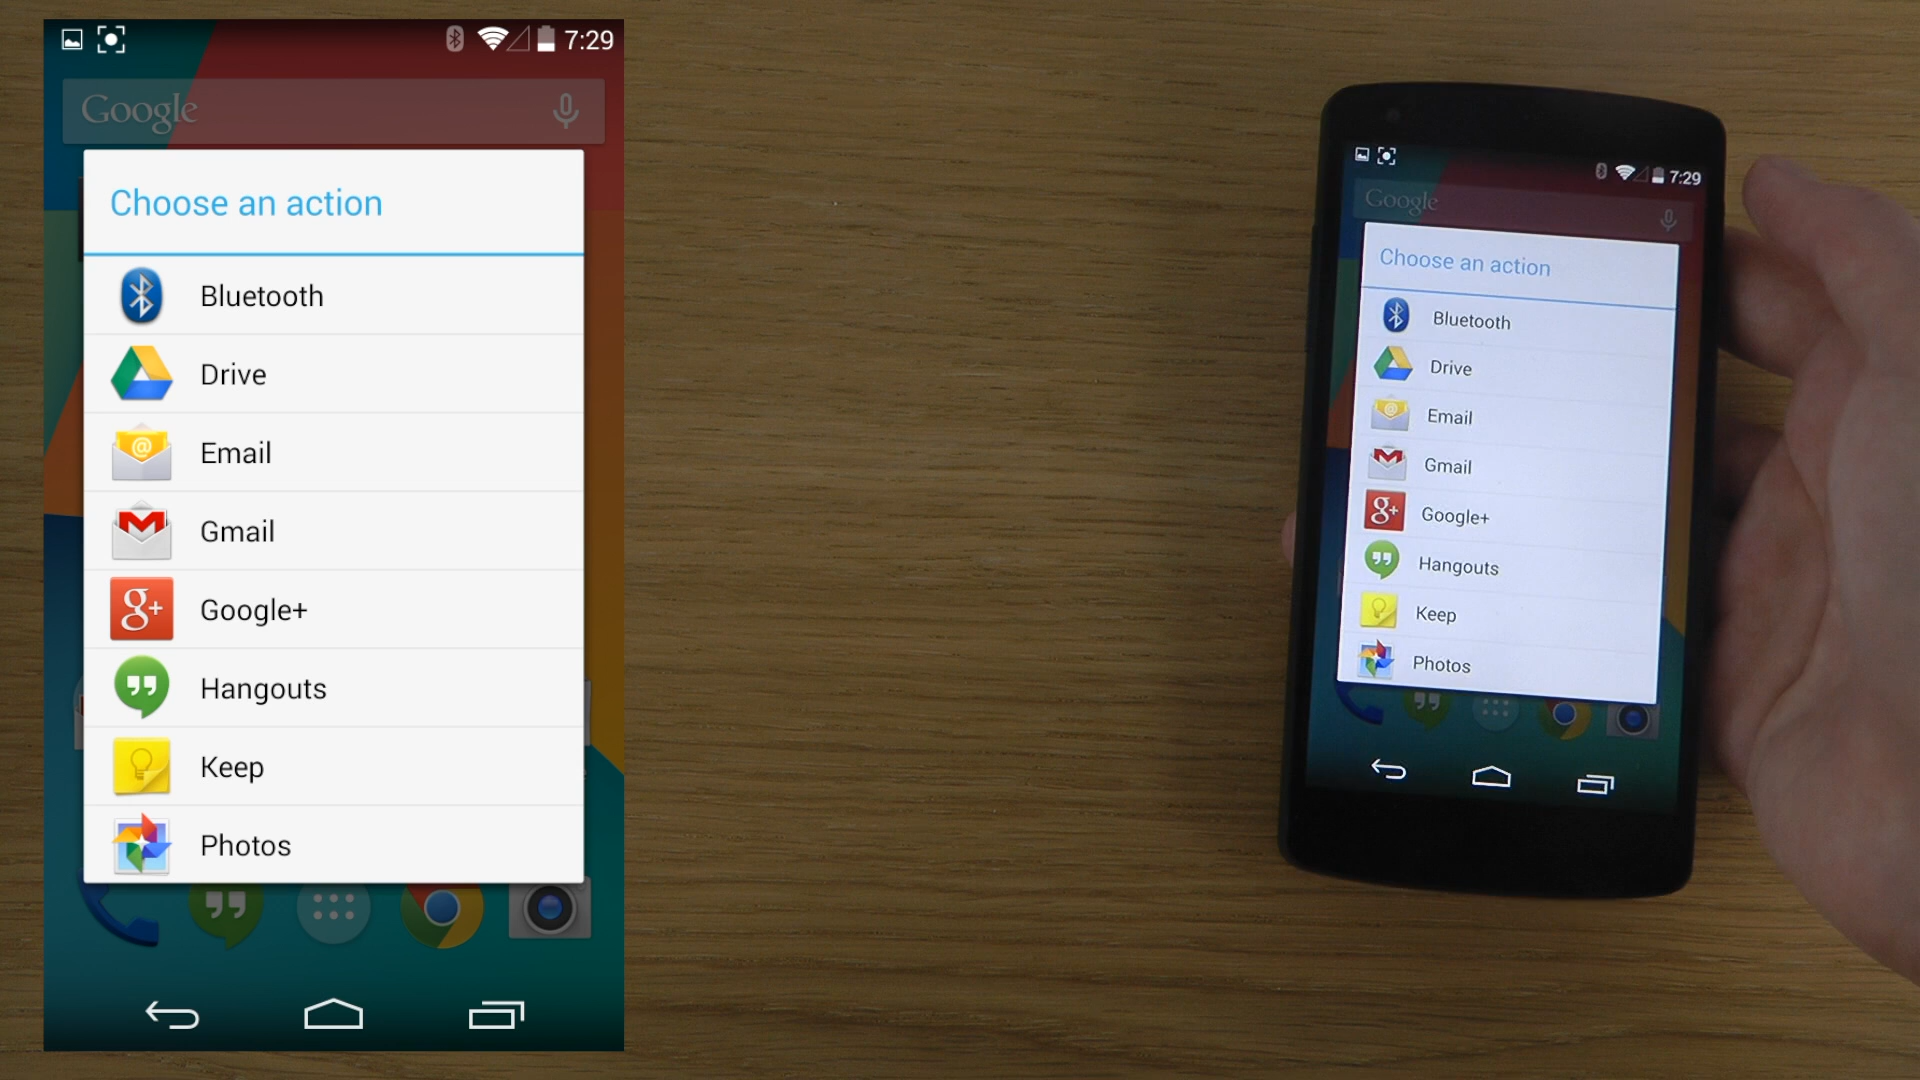 7:29
Google
Choose an action
Bluetooth
Drive
Email
Gmail
g+ Google+
Hangouts
Keep
Photos
7:29
Google
Choose an action
Bluetooth
Drive
Email
Gmail
g+ Google+
Hangouts
Keep
Photos